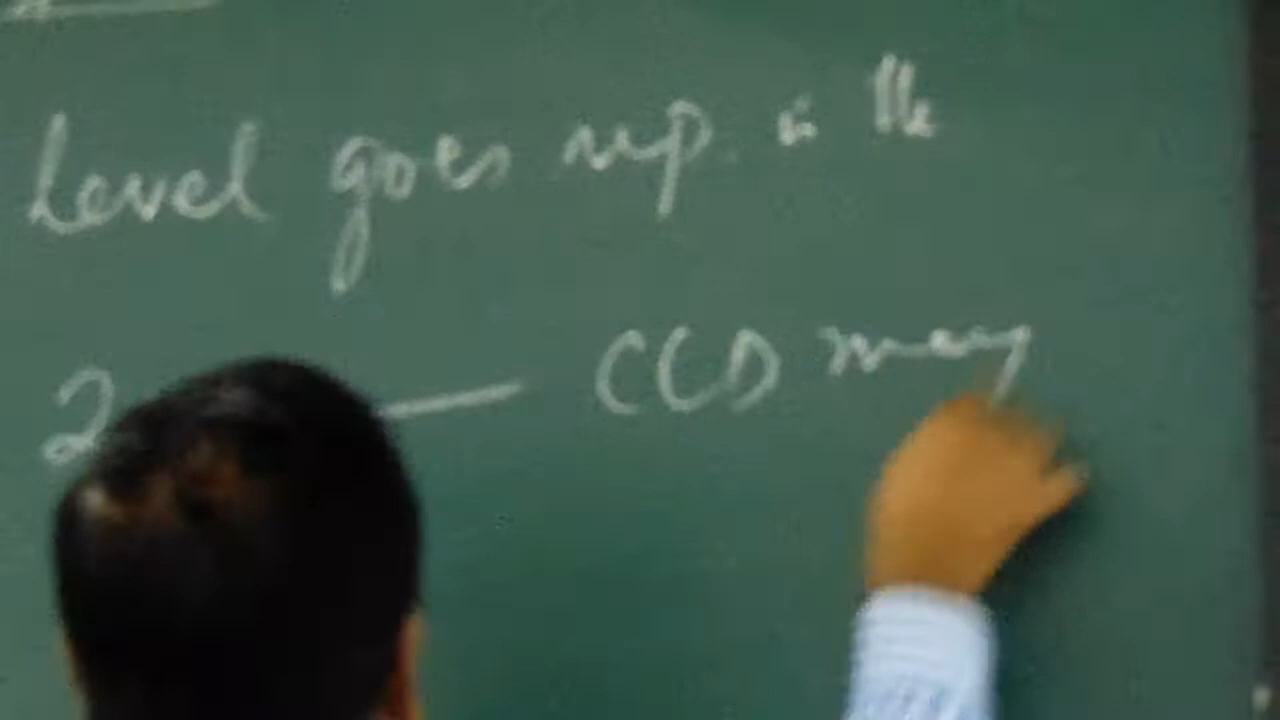 Level goes up in the
2 — CCD may